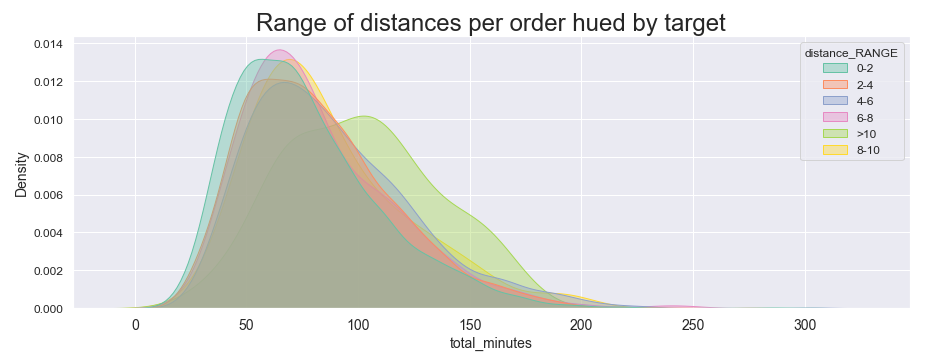 Range of distances per order hued by target
0.014
0.012
0.010
0.008
0.006
0.004
0.002
0.000
Density
distance_RANGE
0-2
2-4
4-6
6-8
>10
8-10
0 50 100 150 200 250 300
total_minutes